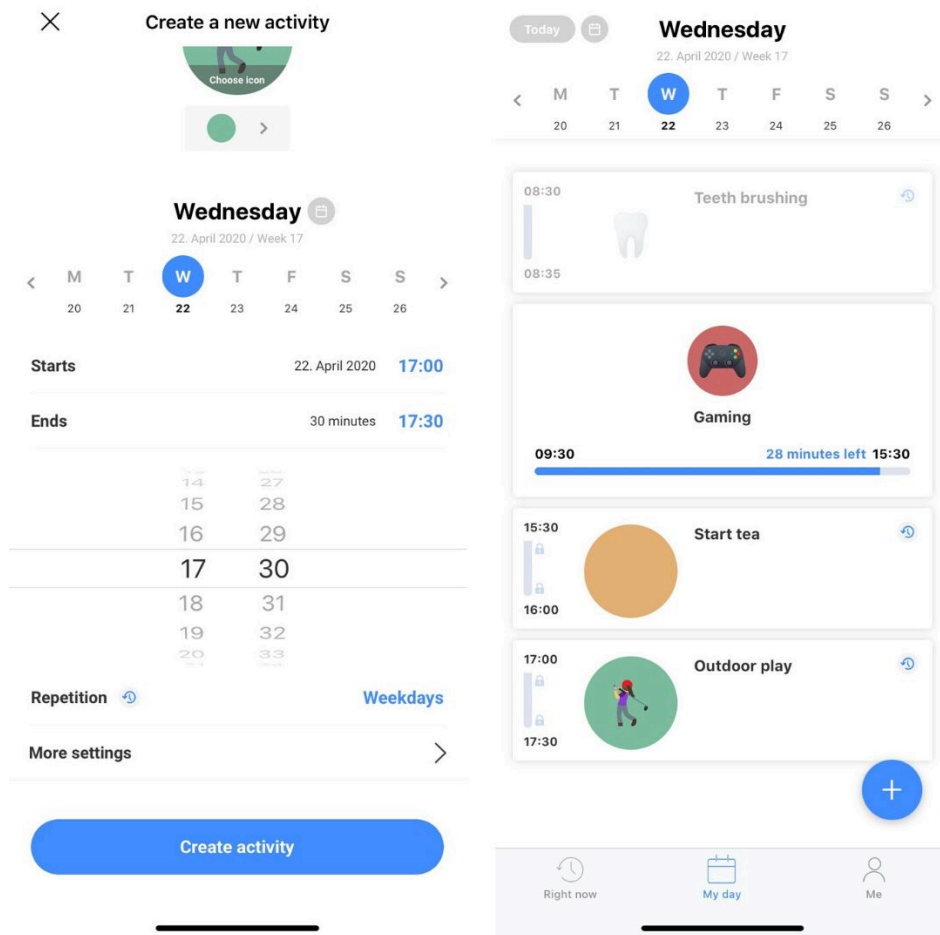 Create a new activity
Choose icon
Wednesday
22. April 2020 / Week 17
M T W T F S S
20 21 22 23 24 25 26
Starts 22. April 2020 17:00
Ends 30 minutes 17:30
14 27
15 28
16 29
17 30
18 31
19 32
20 33
Repetition Weekdays
More settings
Create activity
Today
Wednesday
22. April 2020 / Week 17
M T W T F S S
20 21 22 23 24 25 26
08:30 Teeth brushing
08:35
Gaming
09:30 28 minutes left 15:30
15:30 Start tea
16:00
17:00 Outdoor play
17:30
Right now My day Me